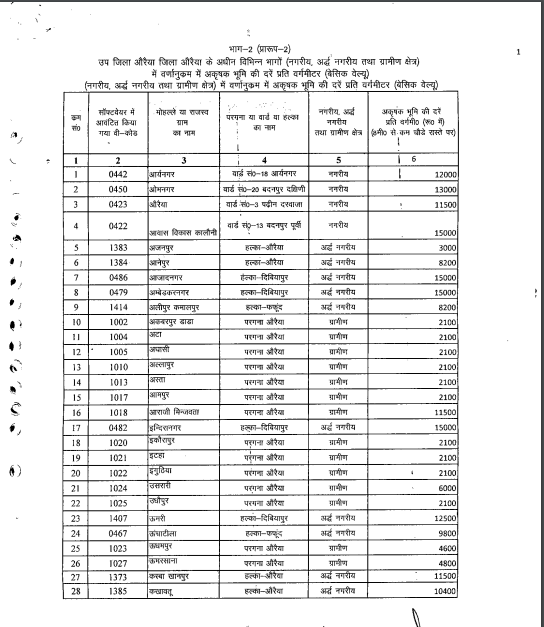 1
भाग–2 (प्रारूप–2)
उप जिला औरैया जिला औरैया के अधीन विभिन्न भागों (नगरीय, अर्द्ध नगरीय तथा ग्रामीण क्षेत्र)
में वर्णानुक्रम में अकृषक भूमि की दरें प्रति वर्गमीटर (बेसिक वेल्यू)
(नगरीय, अर्द्ध नगरीय तथा ग्रामीण क्षेत्र) में वर्णानुक्रम में अकृषक भूमि की दरें प्रति वर्गमीटर (बेसिक वेल्यू)
क्रम सं0 सॉफ्टवेयर में आवंटित किया गया वी–कोड मोहल्ले या राजस्व ग्राम का नाम परगना या वार्ड या हल्का का नाम नगरीय, अर्द्ध नगरीय तथा ग्रामीण क्षेत्र अकृषक भूमि की दरें प्रति वर्गमी0 (रू0 में) (8मी0 से कम चौडे रास्ते पर)
1 2 3 4 5 6
1 0442 आर्यनगर वार्ड सं0–18 आर्यनगर नगरीय 12000
2 0450 ओमनगर वार्ड सं0–20 बदनपुर दक्षिणी नगरीय 13000
3 0423 औरैया वार्ड सं0–3 पढ़ीन दरवाजा नगरीय 11500
4 0422 आवास विकास कालौनी वार्ड सं0–13 बदनपुर पूर्वी नगरीय 15000
5 1383 अजनपुर हल्का–औरैया अर्द्ध नगरीय 3000
6 1384 आनेपुर हल्का–औरैया अर्द्ध नगरीय 8200
7 0486 आजादनगर हल्का–दिबियापुर अर्द्ध नगरीय 15000
8 0479 अम्बेडकरनगर हल्का–दिबियापुर अर्द्ध नगरीय 15000
9 1414 अलीपुर कमालपुर हल्का–फफूंद अर्द्ध नगरीय 8200
10 1002 अकबरपुर डाडा परगना औरैया ग्रामीण 2100
11 1004 अटा परगना औरैया ग्रामीण 2100
12 1005 अघासी परगना औरैया ग्रामीण 2100
13 1010 अल्लापुर परगना औरैया ग्रामीण 2100
14 1013 अस्ता परगना औरैया ग्रामीण 2100
15 1017 आमपुर परगना औरैया ग्रामीण 2100
16 1018 आराजी मिन्जवता परगना औरैया ग्रामीण 11500
17 0482 इन्दिरानगर हल्का–दिबियापुर अर्द्ध नगरीय 15000
18 1020 इकौरापुर परगना औरैया ग्रामीण 2100
19 1021 इटहा परगना औरैया ग्रामीण 2100
20 1022 इंगुठिया परगना औरैया ग्रामीण 2100
21 1024 उसरारी परगना औरैया ग्रामीण 6000
22 1025 उधौपुर परगना औरैया ग्रामीण 2100
23 1407 ऊमरी हल्का–दिबियापुर अर्द्ध नगरीय 12500
24 0467 ऊंचाटीला हल्का–फफूंद अर्द्ध नगरीय 9800
25 1023 ऊधमपुर परगना औरैया ग्रामीण 4600
26 1027 ऊमरसाना परगना औरैया ग्रामीण 4800
27 1373 कस्बा खानपुर हल्का–औरैया अर्द्ध नगरीय 11500
28 1385 कखावतू हल्का–औरैया अर्द्ध नगरीय 10400